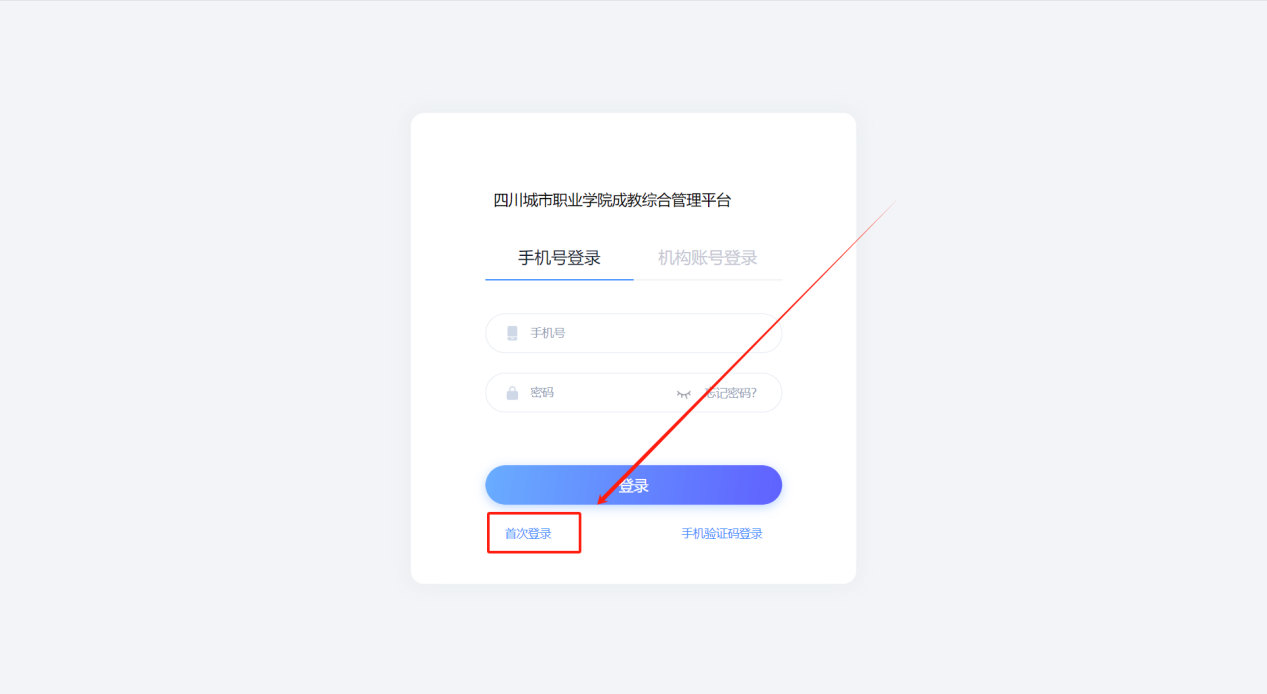 四川城市职业学院成教综合管理平台
手机号登录 机构账号登录
手机号
密码 忘记密码?
登录
首次登录 手机验证码登录